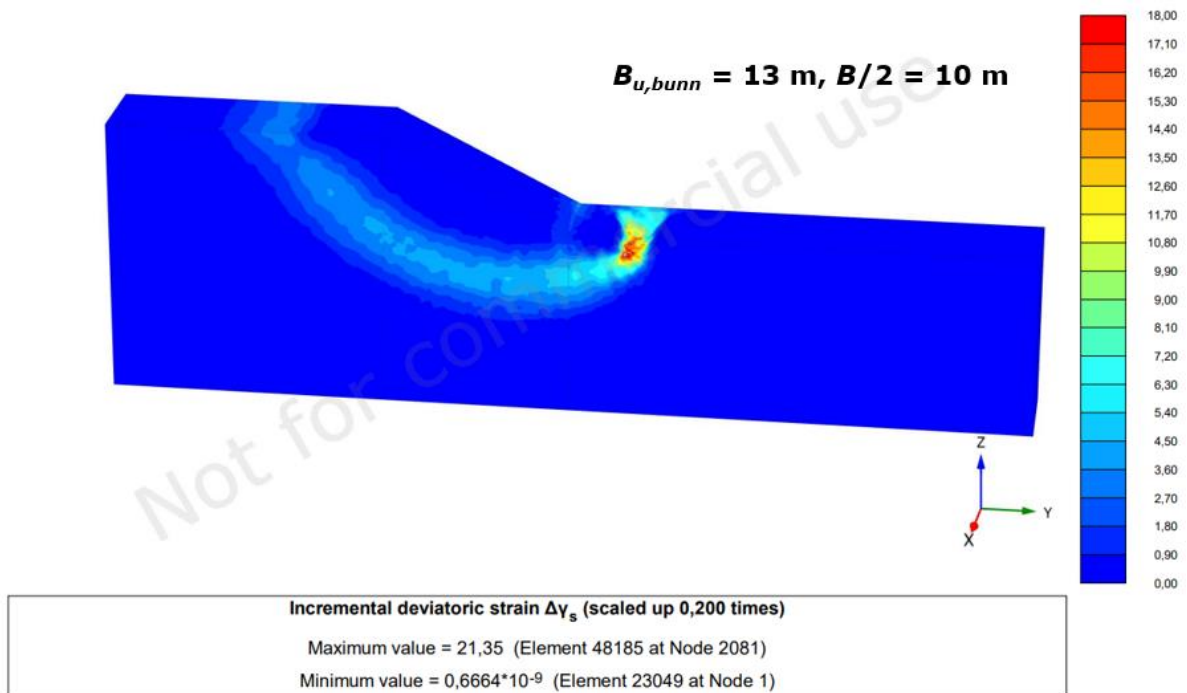 B_{u,bunn} = 13 m, B/2 = 10 m
18,00
17,10
16,20
15,30
14,40
13,50
12,60
11,70
10,80
9,90
9,00
8,10
7,20
6,30
5,40
4,50
3,60
2,70
1,80
0,90
0,00
Not for commercial use
Z
Y
X
Incremental deviatoric strain Δγ_s (scaled up 0,200 times)
Maximum value = 21,35 (Element 48185 at Node 2081)
Minimum value = 0,6664*10^{-9} (Element 23049 at Node 1)